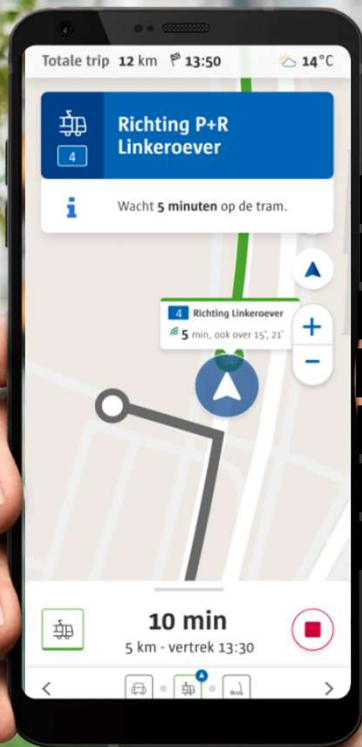 Totale trip 12 km 13:50 14°C
Richting P+R
Linkeroever
4
Wacht 5 minuten op de tram.
4 Richting Linkeroever
5 min, ook over 15', 21'
+
−
10 min
5 km - vertrek 13:30